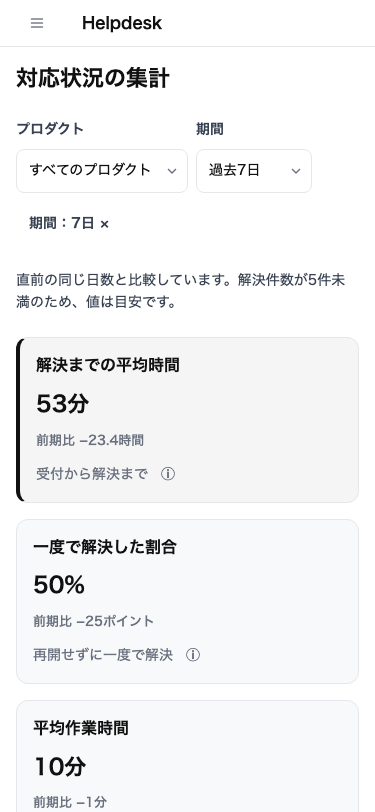 Helpdesk
対応状況の集計
プロダクト 期間
すべてのプロダクト 過去7日
期間：7日 ×
直前の同じ日数と比較しています。解決件数が5件未
満のため、値は目安です。
解決までの平均時間
53分
前期比 −23.4時間
受付から解決まで ⓘ
一度で解決した割合
50%
前期比 −25ポイント
再開せずに一度で解決 ⓘ
平均作業時間
10分
前期比 −1分